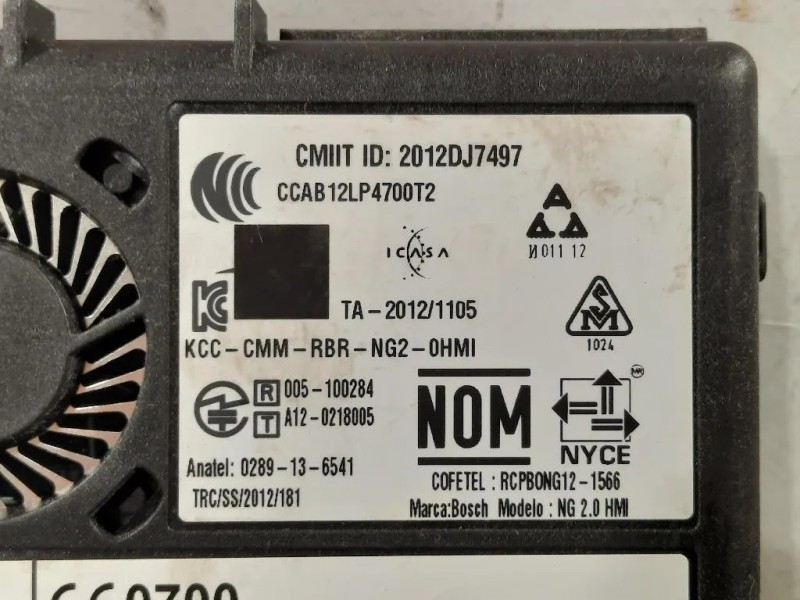 CMIIT ID: 2012DJ7497
CCAB12LP4700T2
ICASA
И011 12
TA-2012/1105
KCC-CMM-RBR-NG2-0HMI
1024
R 005-100284
T A12-0218005
NOM
NYCE
Anatel: 0289-13-6541
COFETEL: RCPBONG12-1566
TRC/SS/2012/181
Marca:Bosch Modelo: NG 2.0 HMI